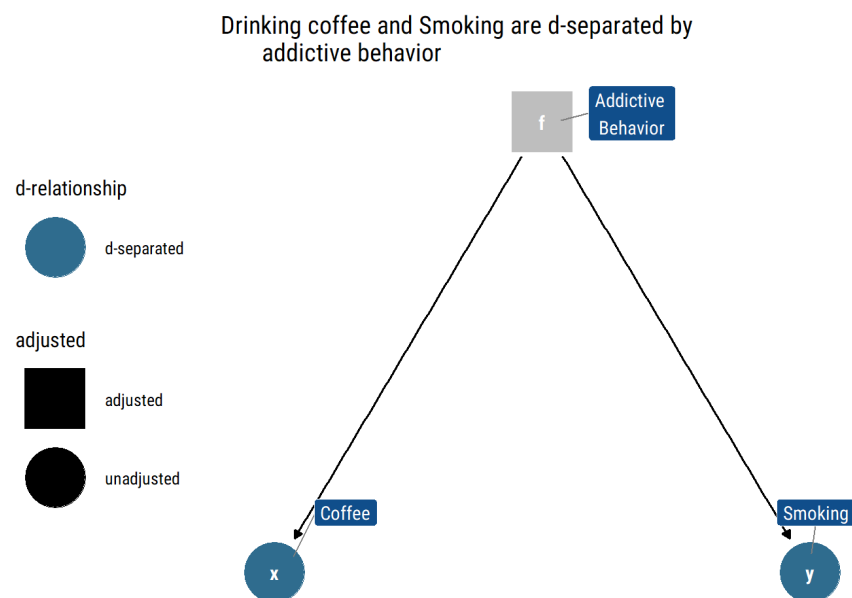 Drinking coffee and Smoking are d-separated by
addictive behavior
Addictive
Behavior
f
d-relationship
d-separated
adjusted
adjusted
unadjusted
Coffee
Smoking
x
y